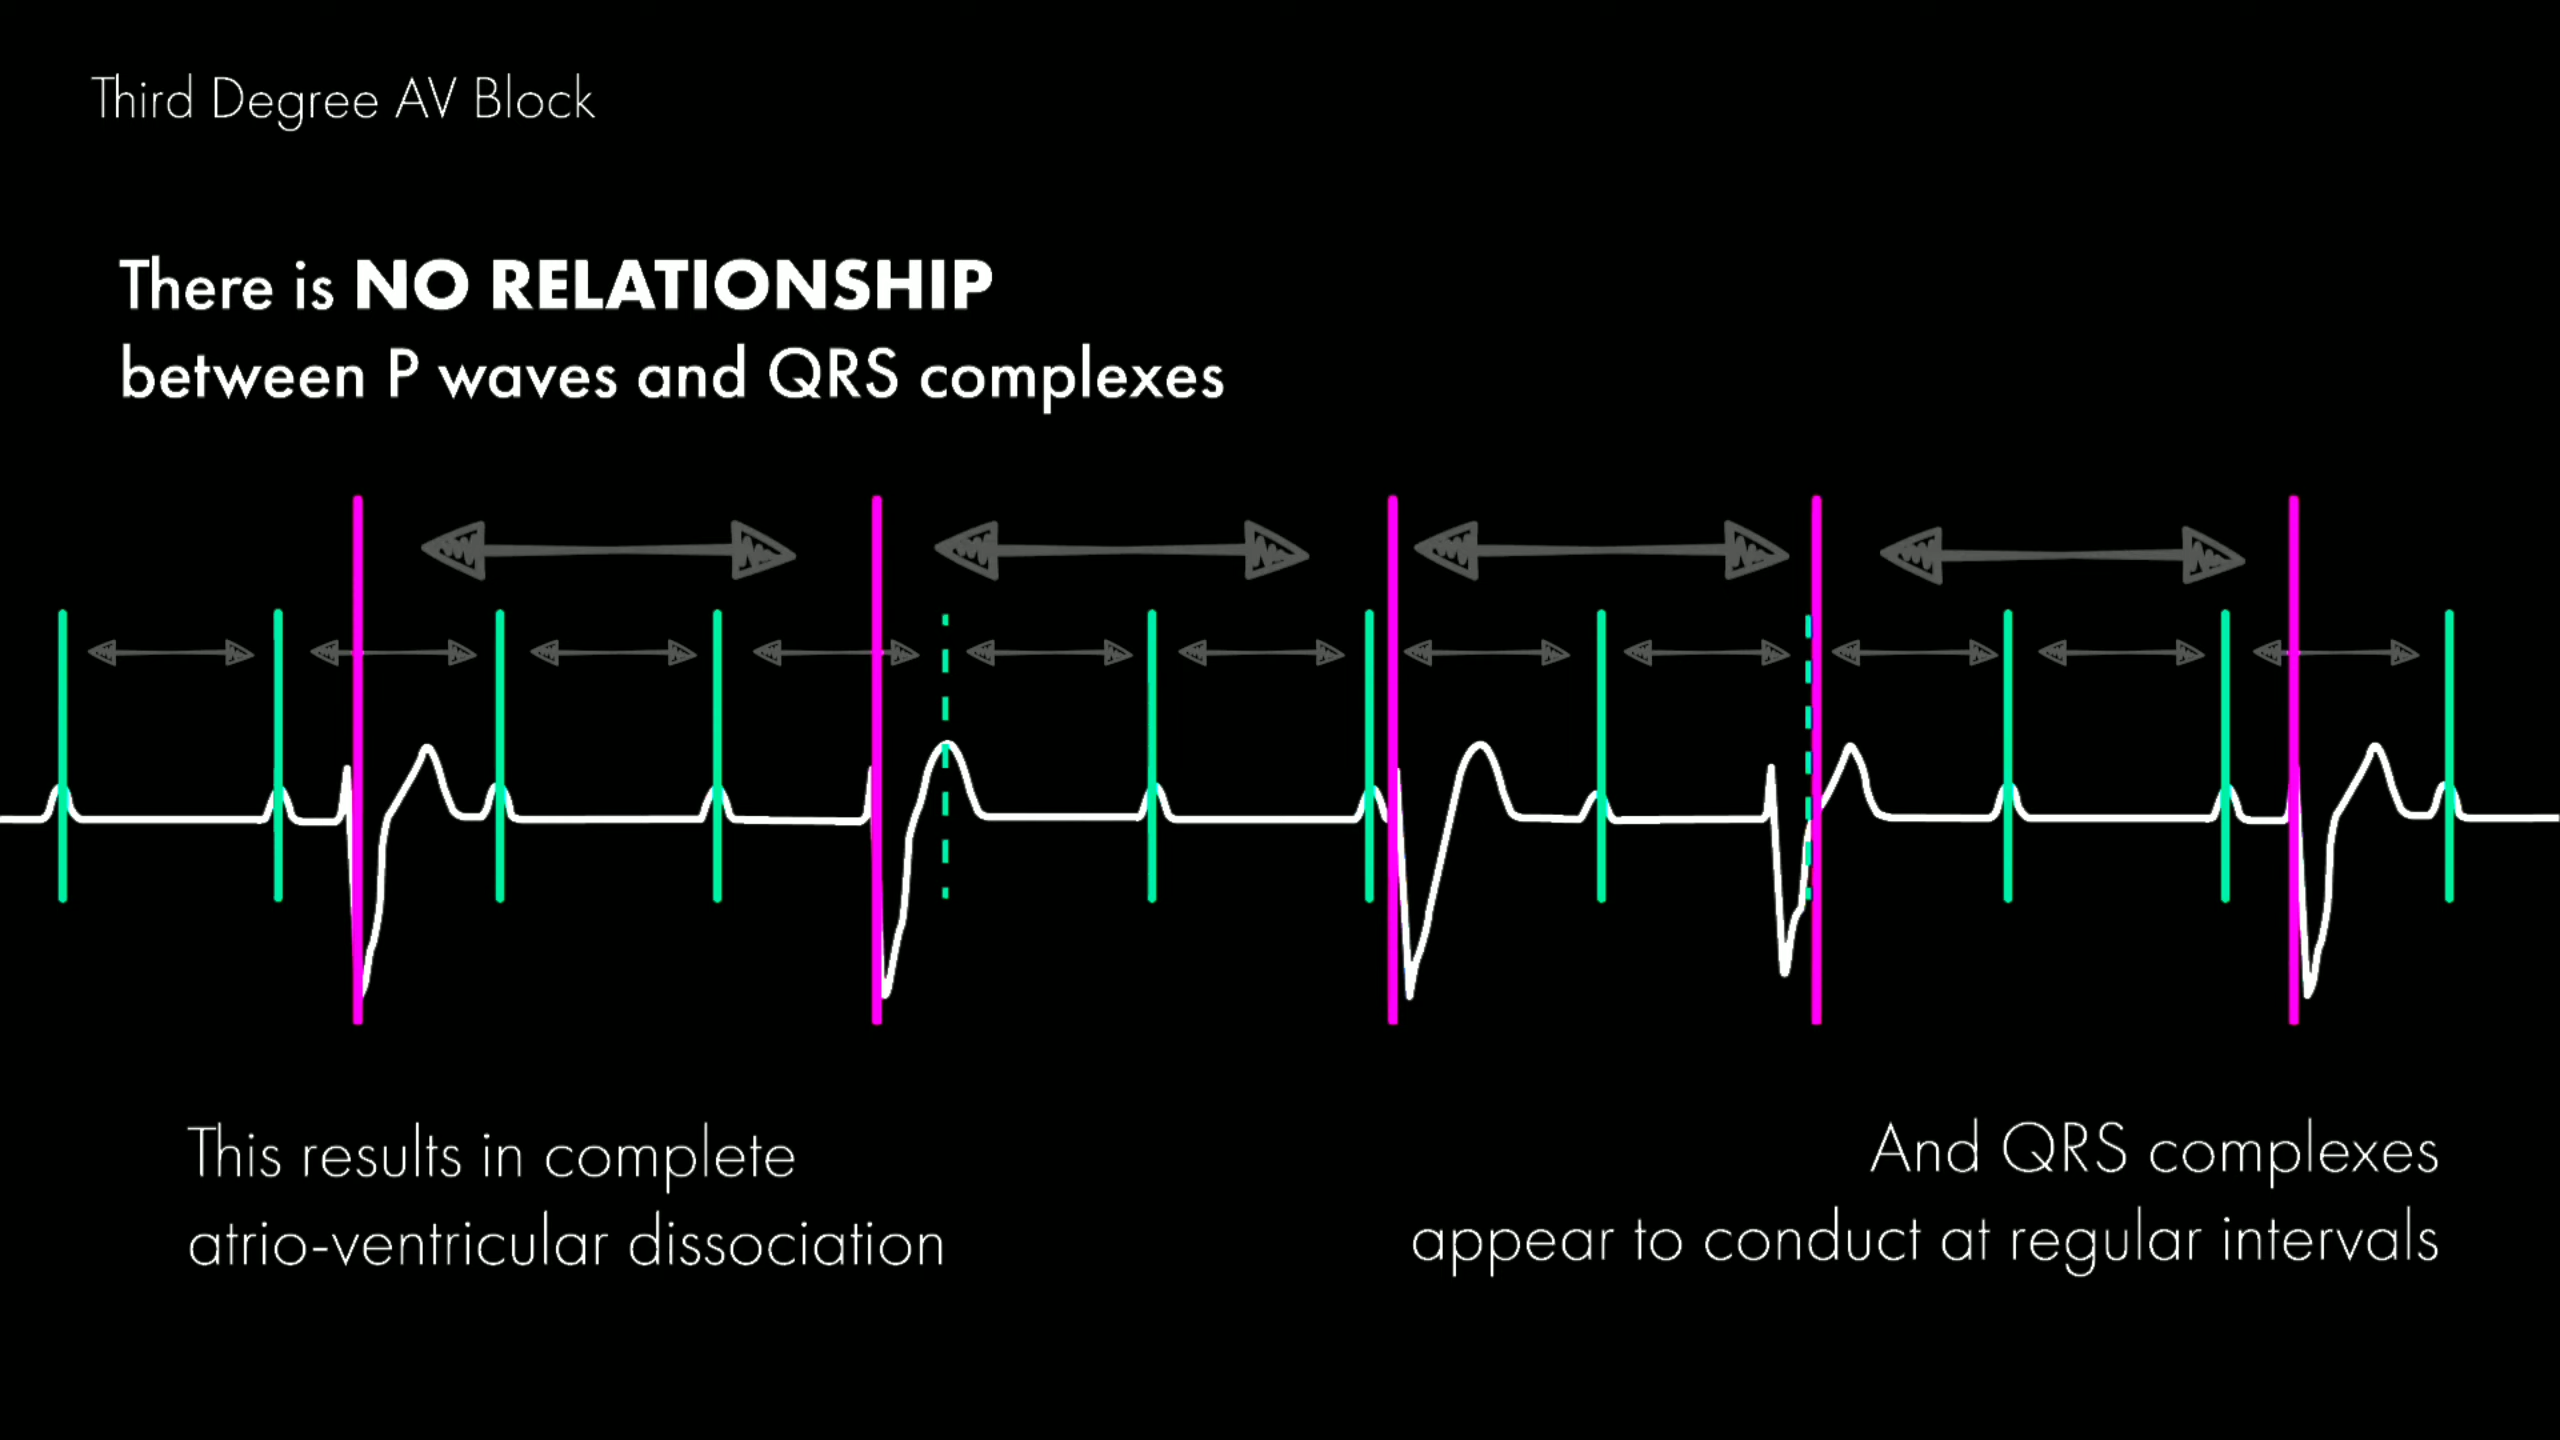 Third Degree AV Block
There is NO RELATIONSHIP
between P waves and QRS complexes
This results in complete
atrio-ventricular dissociation
And QRS complexes
appear to conduct at regular intervals